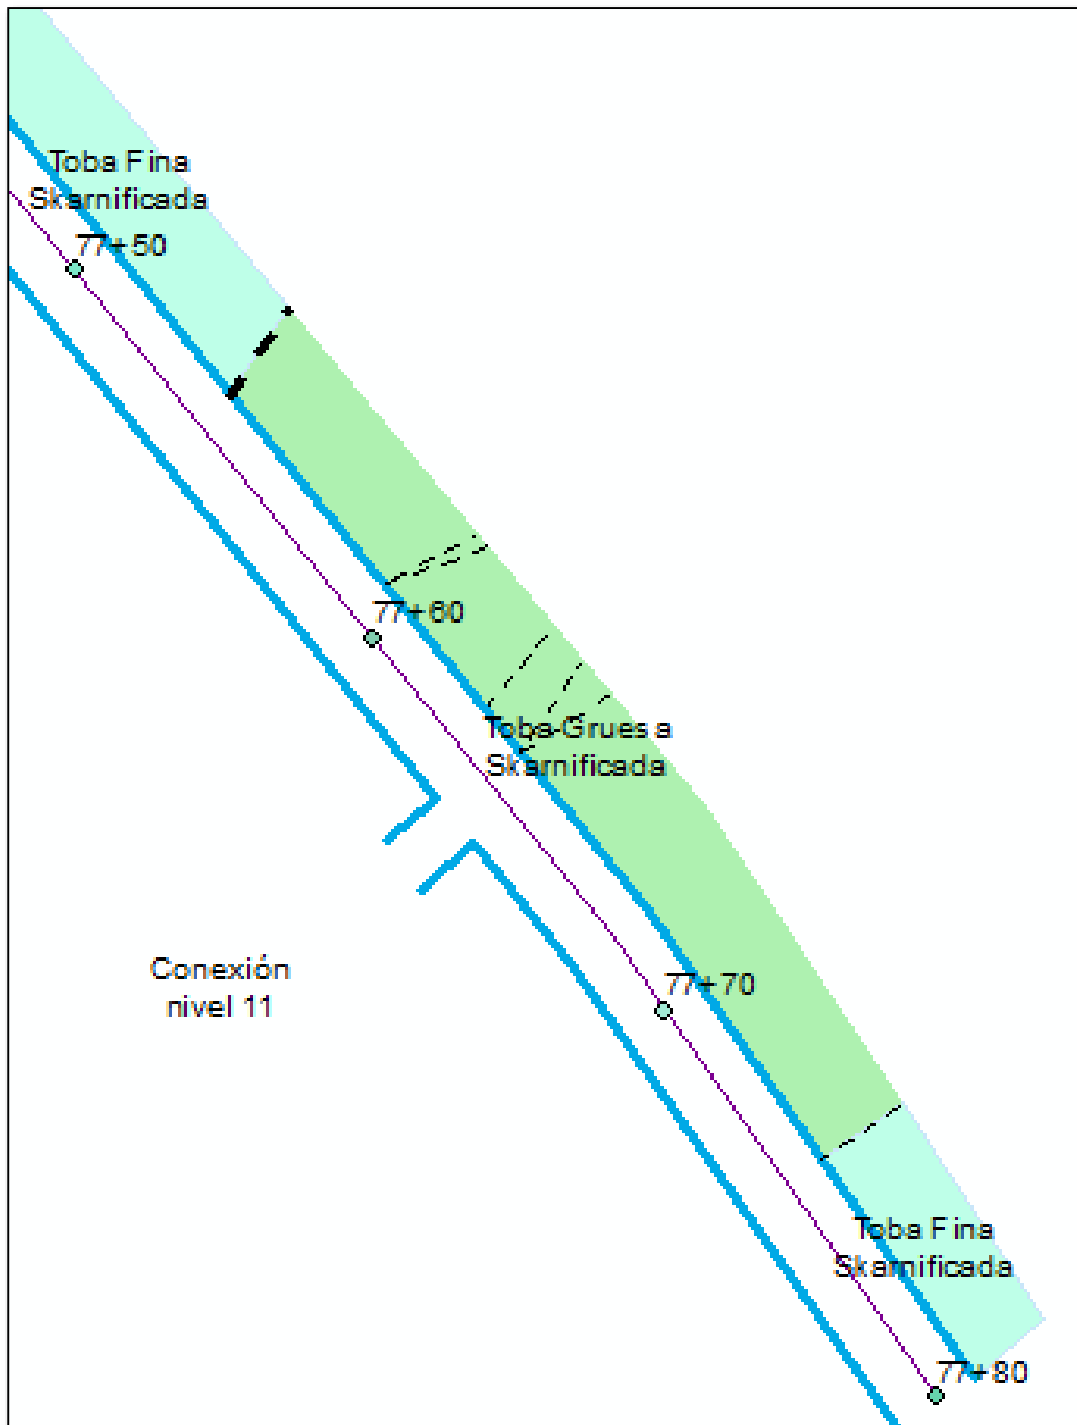 Toba Fina
Skarnificada
77+50
77+60
Toba Gruesa
Skarnificada
Conexión
nivel 11
77+70
Toba Fina
Skarnificada
77+80